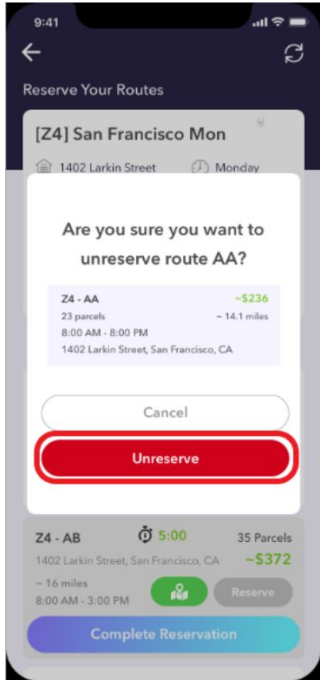 9:41
Reserve Your Routes
[Z4] San Francisco Mon
1402 Larkin Street Monday
Are you sure you want to
unreserve route AA?
Z4 - AA ~$236
23 parcels ~ 14.1 miles
8:00 AM - 8:00 PM
1402 Larkin Street, San Francisco, CA
Cancel
Unreserve
Z4 - AB 5:00 35 Parcels
1402 Larkin Street, San Francisco, CA ~$372
~ 16 miles
8:00 AM - 3:00 PM Reserve
Complete Reservation